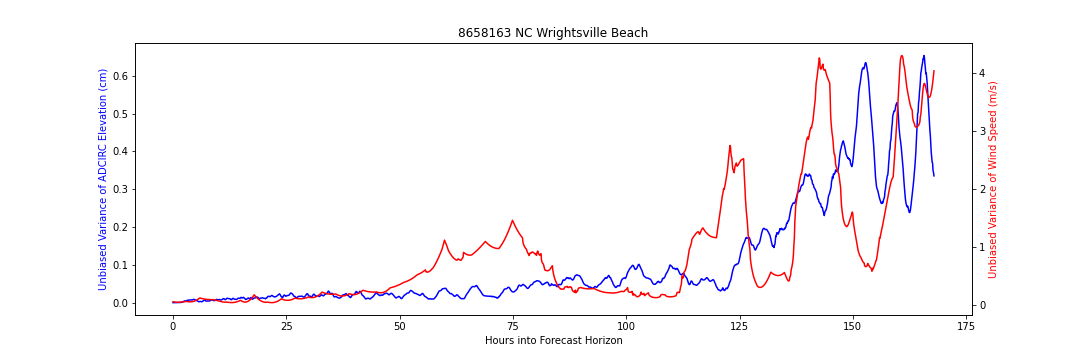 8658163 NC Wrightsville Beach
Unbiased Variance of ADCIRC Elevation (cm)
0.6
0.5
0.4
0.3
0.2
0.1
0.0
4
3
2
1
0
Unbiased Variance of Wind Speed (m/s)
0 25 50 75 100 125 150 175
Hours into Forecast Horizon